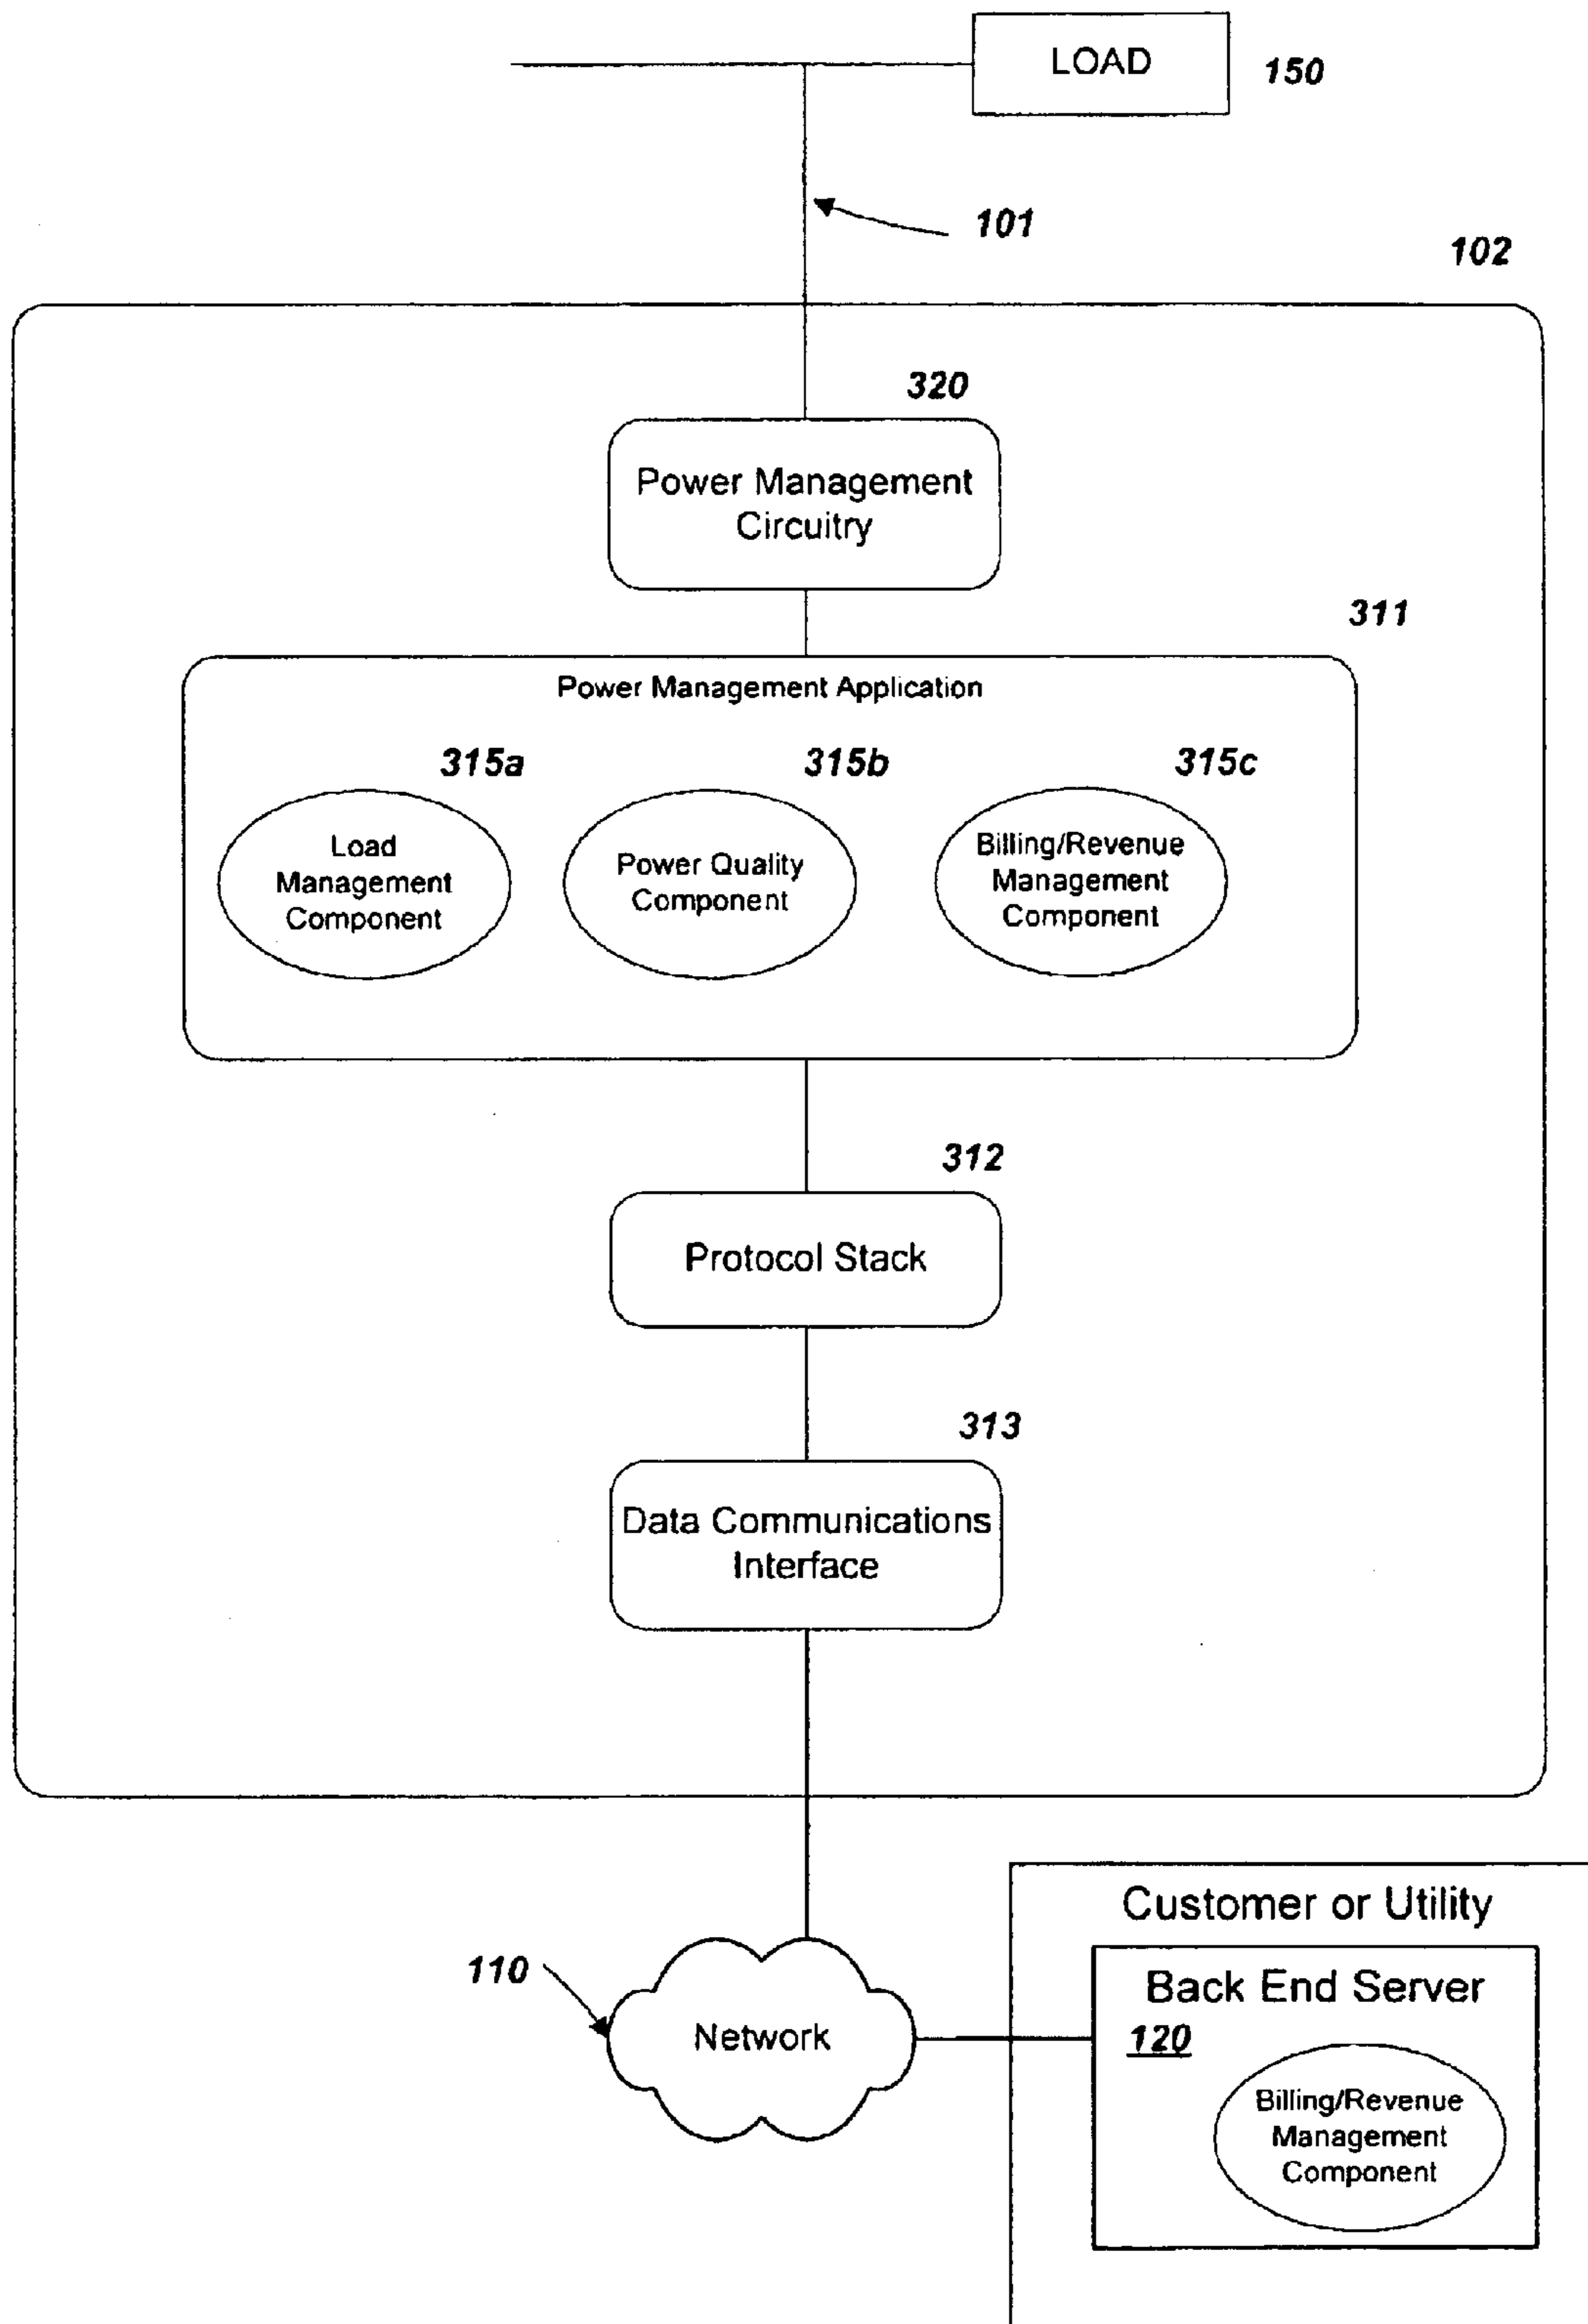 LOAD
150
101
102
320
Power Management
Circuitry
311
Power Management Application
315a
315b
315c
Load
Management
Component
Power Quality
Component
Billing/Revenue
Management
Component
312
Protocol Stack
313
Data Communications
Interface
Customer or Utility
110
Network
Back End Server
120
Billing/Revenue
Management
Component